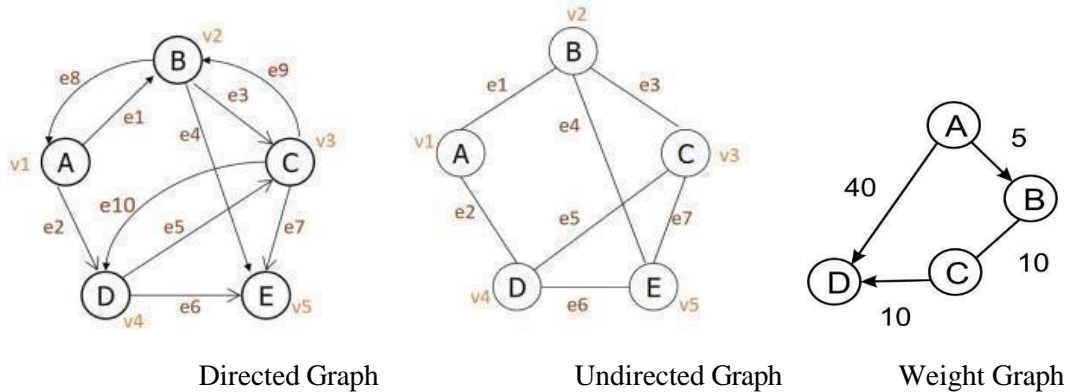 v2
B
e8
e9
e3
e1
e4
v3
v1
A
C
e10
e2
e5
e7
D
E
e6
v4
v5
v2
B
e1
e3
e4
v1
A
C
v3
e2
e5
e7
D
E
v4
e6
v5
A
5
40
B
C
10
D
10
Directed Graph
Undirected Graph
Weight Graph